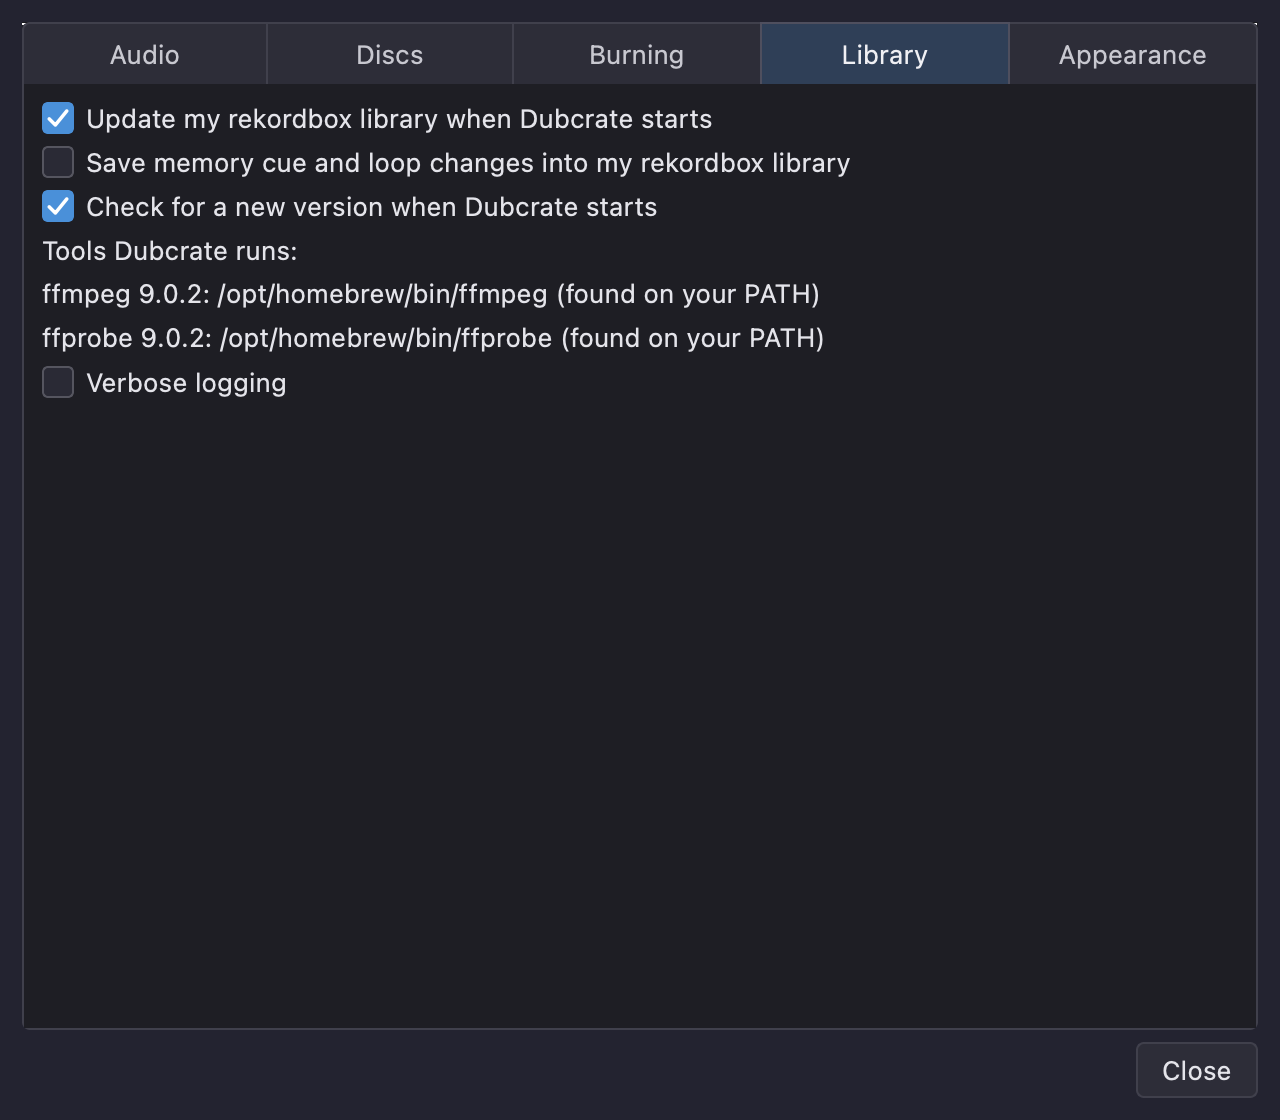 Audio Discs Burning Library Appearance
Update my rekordbox library when Dubcrate starts
Save memory cue and loop changes into my rekordbox library
Check for a new version when Dubcrate starts
Tools Dubcrate runs:
ffmpeg 9.0.2: /opt/homebrew/bin/ffmpeg (found on your PATH)
ffprobe 9.0.2: /opt/homebrew/bin/ffprobe (found on your PATH)
Verbose logging
Close